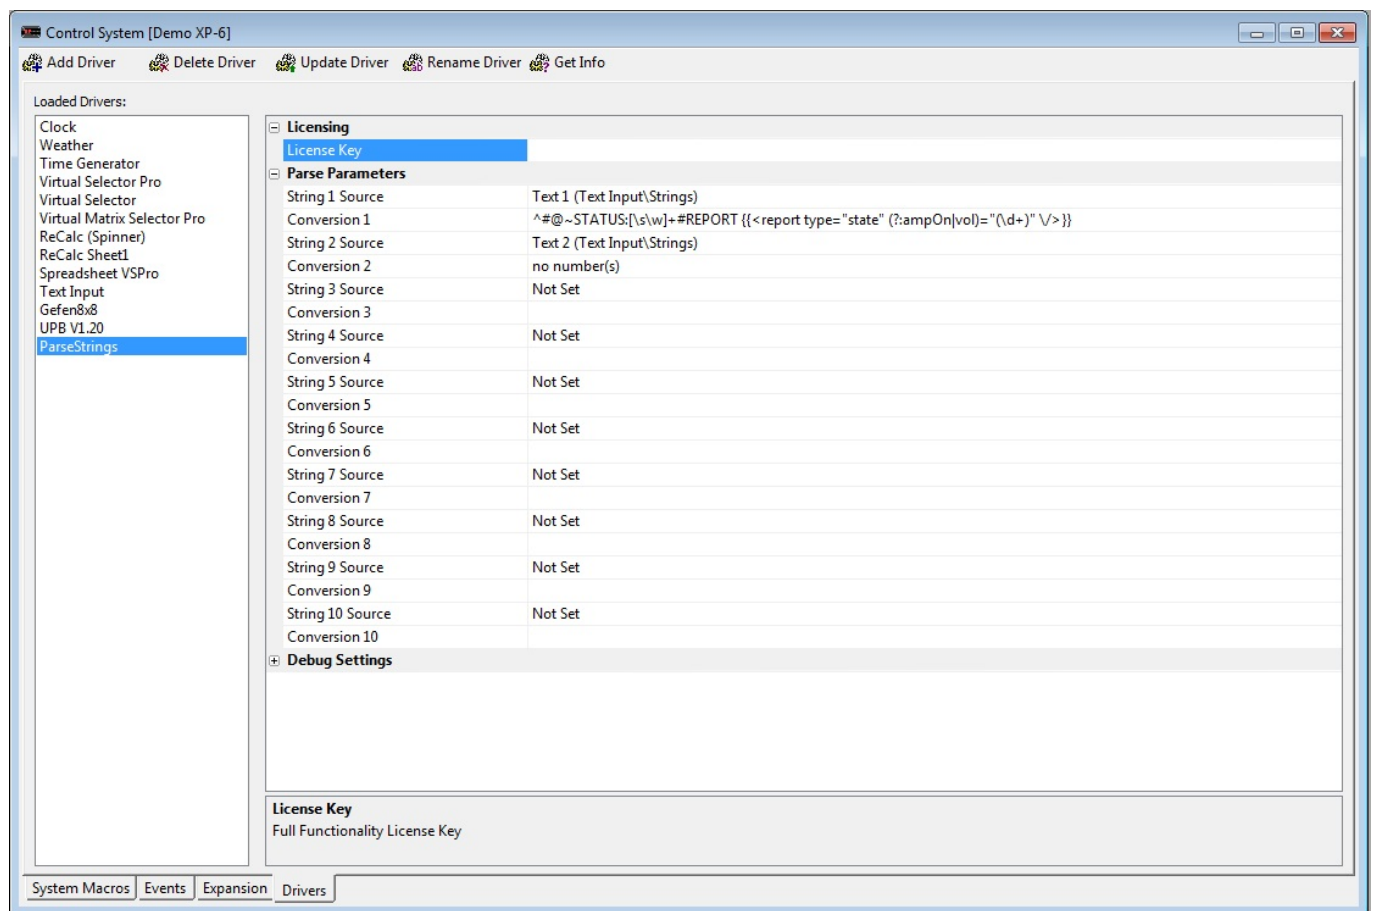 Control System [Demo XP-6]
Add Driver Delete Driver Update Driver Rename Driver Get Info
Loaded Drivers:
Clock
Weather
Time Generator
Virtual Selector Pro
Virtual Selector
Virtual Matrix Selector Pro
ReCalc (Spinner)
ReCalc Sheet1
Spreadsheet VSPro
Text Input
Gefen8x8
UPB V1.20
ParseStrings
Licensing
License Key
Parse Parameters
String 1 Source Text 1 (Text Input\Strings)
Conversion 1 ^#@~STATUS:[\s\w]+#REPORT {{<report type="state" (?:ampOn|vol)="(\d+)" \/>}}
String 2 Source Text 2 (Text Input\Strings)
Conversion 2 no number(s)
String 3 Source Not Set
Conversion 3
String 4 Source Not Set
Conversion 4
String 5 Source Not Set
Conversion 5
String 6 Source Not Set
Conversion 6
String 7 Source Not Set
Conversion 7
String 8 Source Not Set
Conversion 8
String 9 Source Not Set
Conversion 9
String 10 Source Not Set
Conversion 10
Debug Settings
License Key
Full Functionality License Key
System Macros Events Expansion Drivers